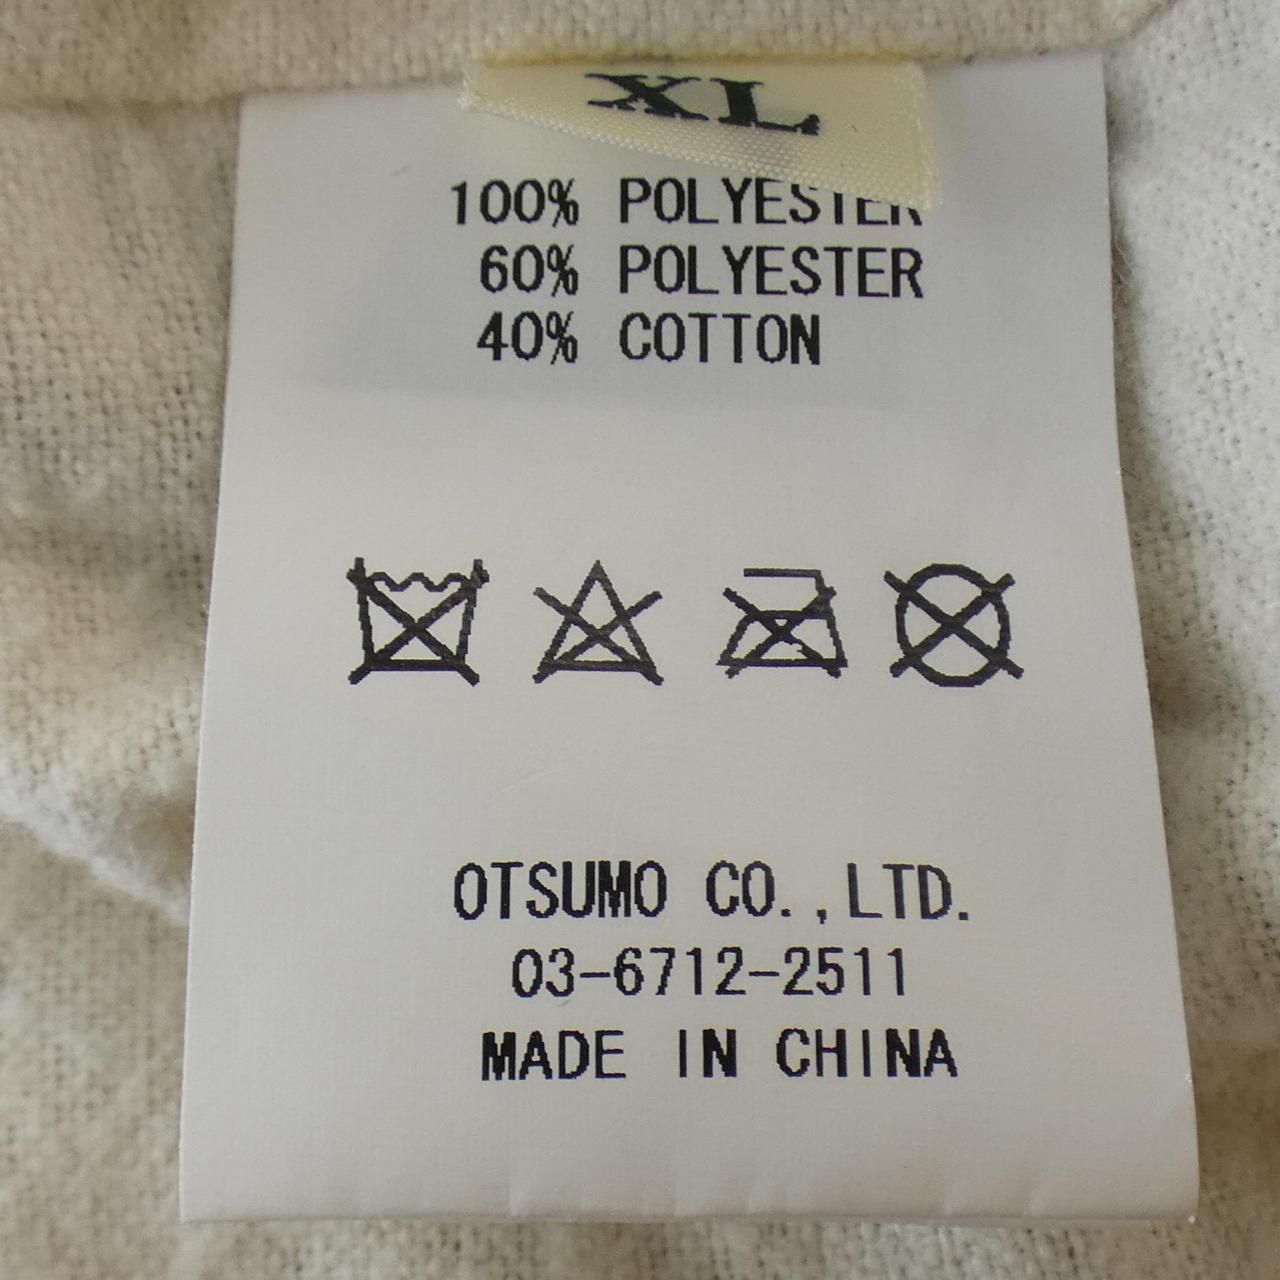 XL
100% POLYESTER
60% POLYESTER
40% COTTON
OTSUMO CO.,LTD.
03-6712-2511
MADE IN CHINA